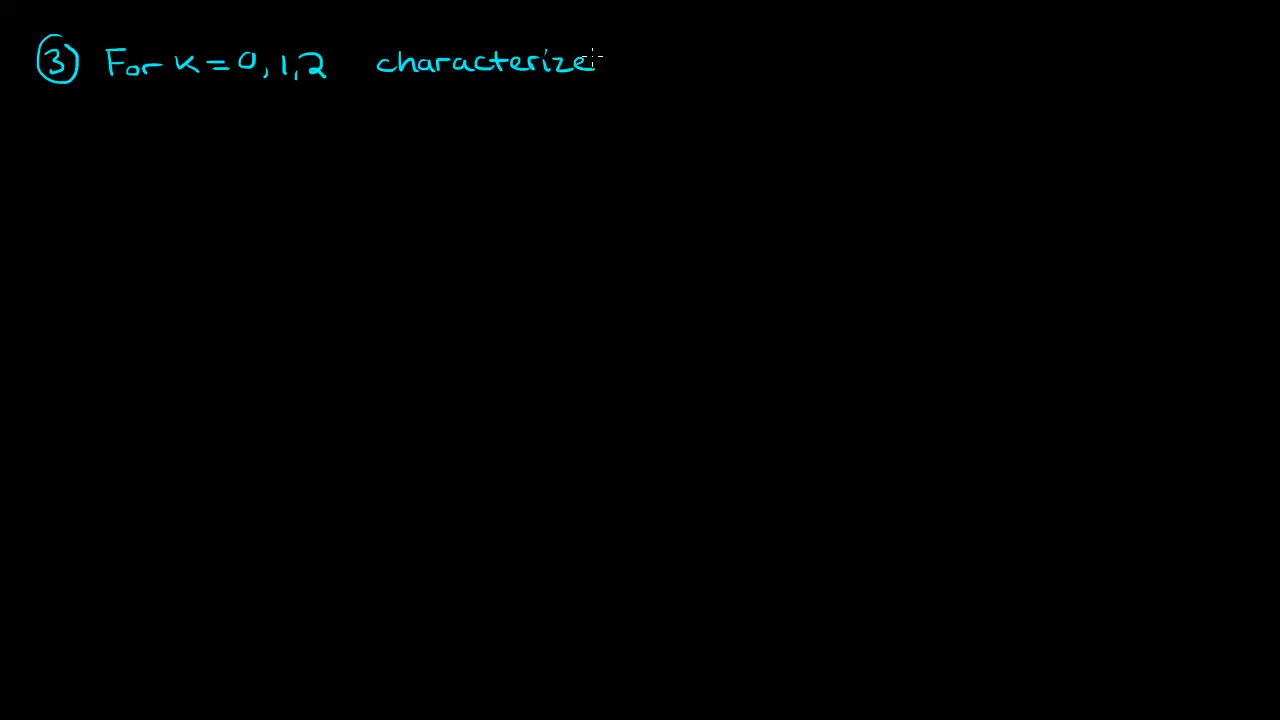 ③ For k = 0, 1, 2 characterize